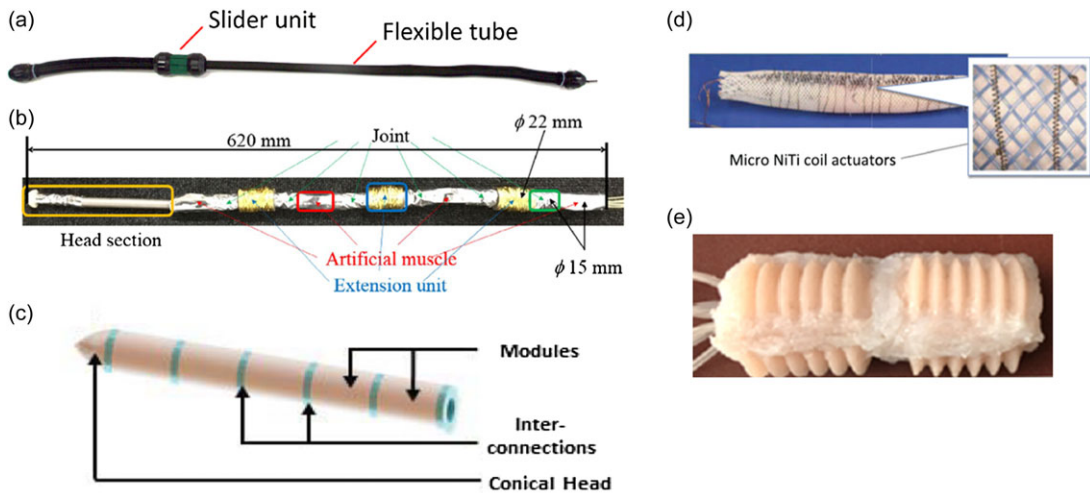 (a)
Slider unit
Flexible tube
(b)
620 mm
Joint
ϕ 22 mm
Head section
Artificial muscle
Extension unit
ϕ 15 mm
(c)
Modules
Inter-
connections
Conical Head
(d)
Micro NiTi coil actuators
(e)